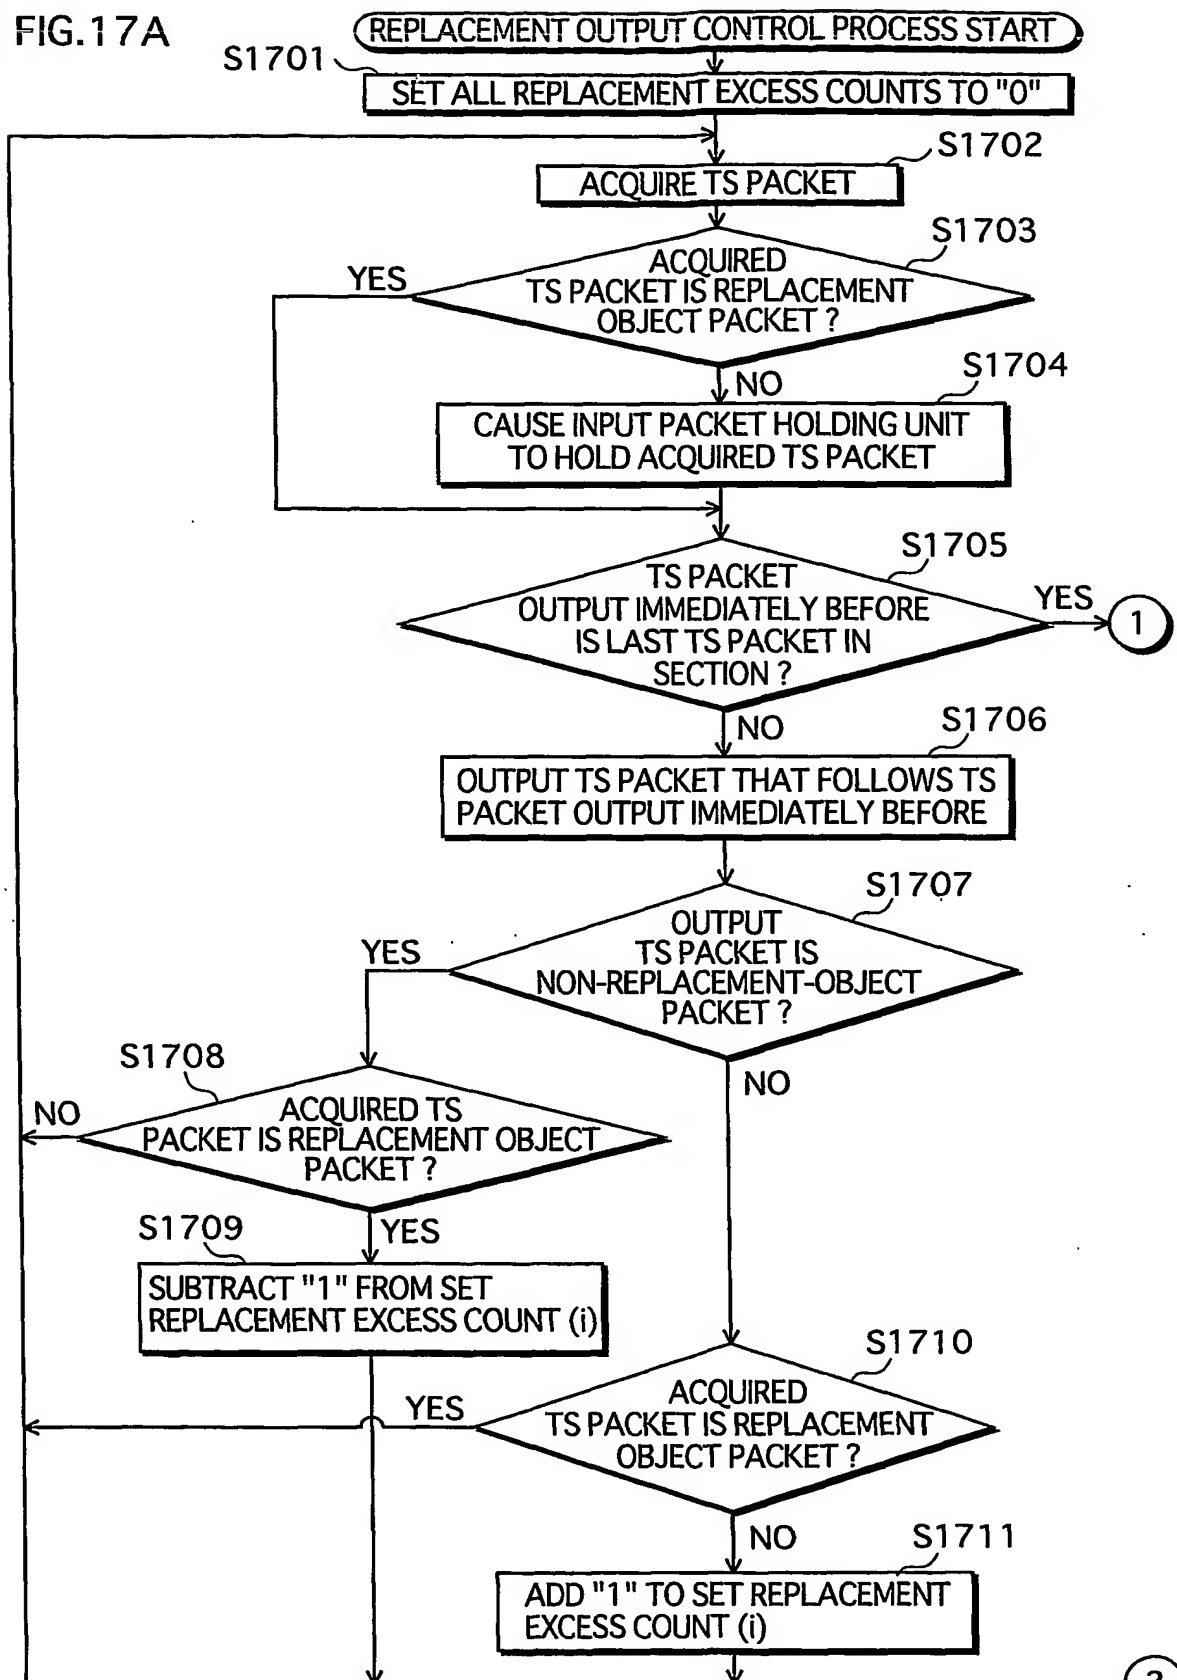 FIG.17A
REPLACEMENT OUTPUT CONTROL PROCESS START
S1701
SET ALL REPLACEMENT EXCESS COUNTS TO "0"
S1702
ACQUIRE TS PACKET
S1703
ACQUIRED
TS PACKET IS REPLACEMENT
OBJECT PACKET ?
YES
NO
S1704
CAUSE INPUT PACKET HOLDING UNIT
TO HOLD ACQUIRED TS PACKET
S1705
TS PACKET
OUTPUT IMMEDIATELY BEFORE
IS LAST TS PACKET IN
SECTION ?
YES
1
NO
S1706
OUTPUT TS PACKET THAT FOLLOWS TS
PACKET OUTPUT IMMEDIATELY BEFORE
S1707
OUTPUT
TS PACKET IS
NON-REPLACEMENT-OBJECT
PACKET ?
YES
NO
S1708
ACQUIRED TS
PACKET IS REPLACEMENT OBJECT
PACKET ?
NO
YES
S1709
SUBTRACT "1" FROM SET
REPLACEMENT EXCESS COUNT (i)
S1710
ACQUIRED
TS PACKET IS REPLACEMENT
OBJECT PACKET ?
YES
NO
S1711
ADD "1" TO SET REPLACEMENT
EXCESS COUNT (i)